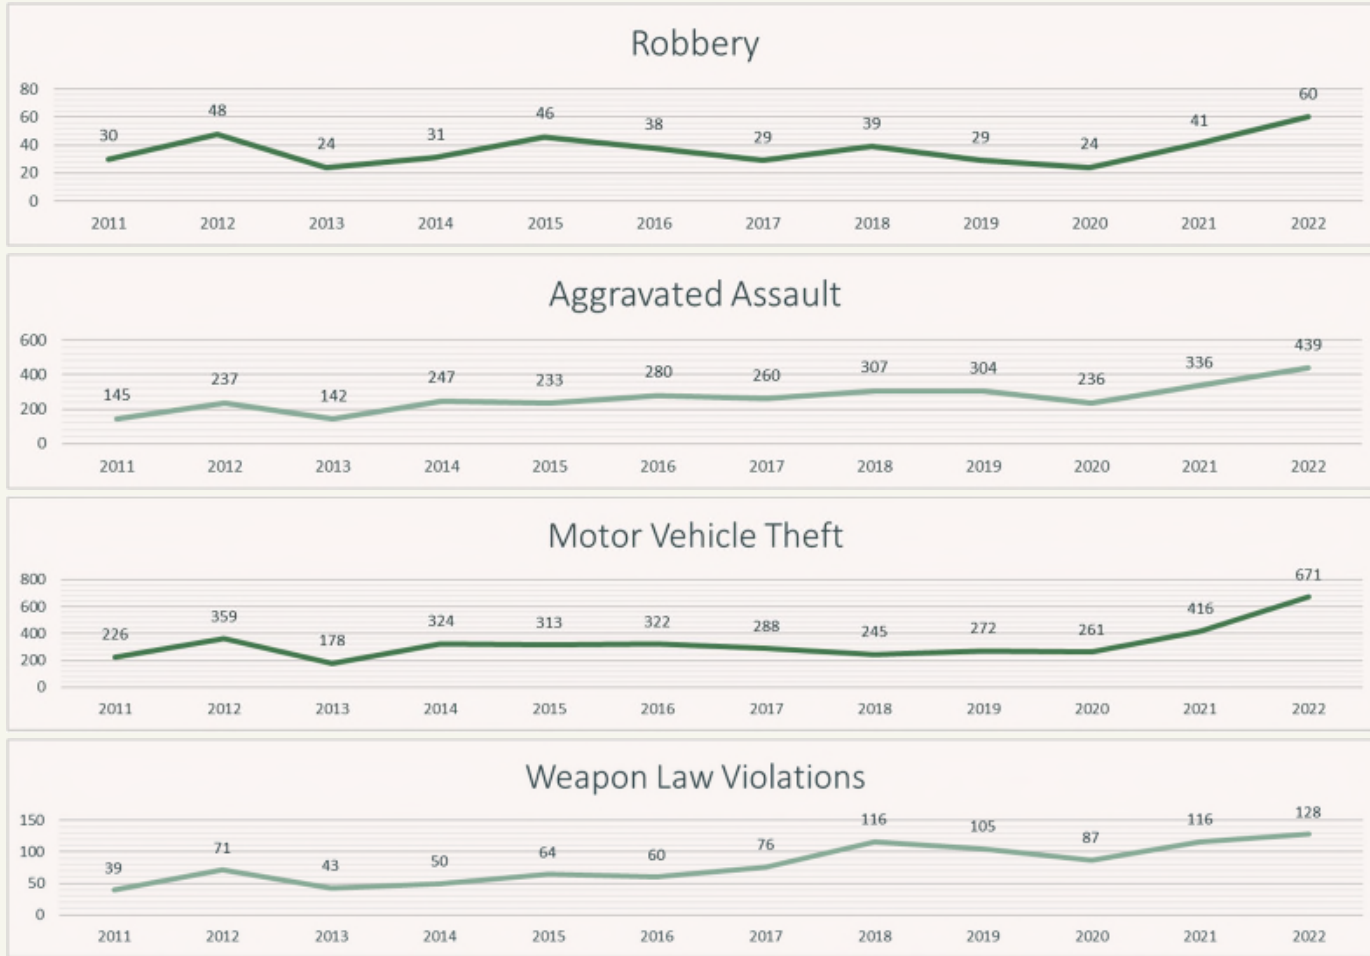 Robbery
80
60
40
20
0
30 48 24 31 46 38 29 39 29 24 41 60
2011 2012 2013 2014 2015 2016 2017 2018 2019 2020 2021 2022
Aggravated Assault
600
400
200
0
145 237 142 247 233 280 260 307 304 236 336 439
2011 2012 2013 2014 2015 2016 2017 2018 2019 2020 2021 2022
Motor Vehicle Theft
800
600
400
200
0
226 359 178 324 313 322 288 245 272 261 416 671
2011 2012 2013 2014 2015 2016 2017 2018 2019 2020 2021 2022
Weapon Law Violations
150
100
50
0
39 71 43 50 64 60 76 116 105 87 116 128
2011 2012 2013 2014 2015 2016 2017 2018 2019 2020 2021 2022